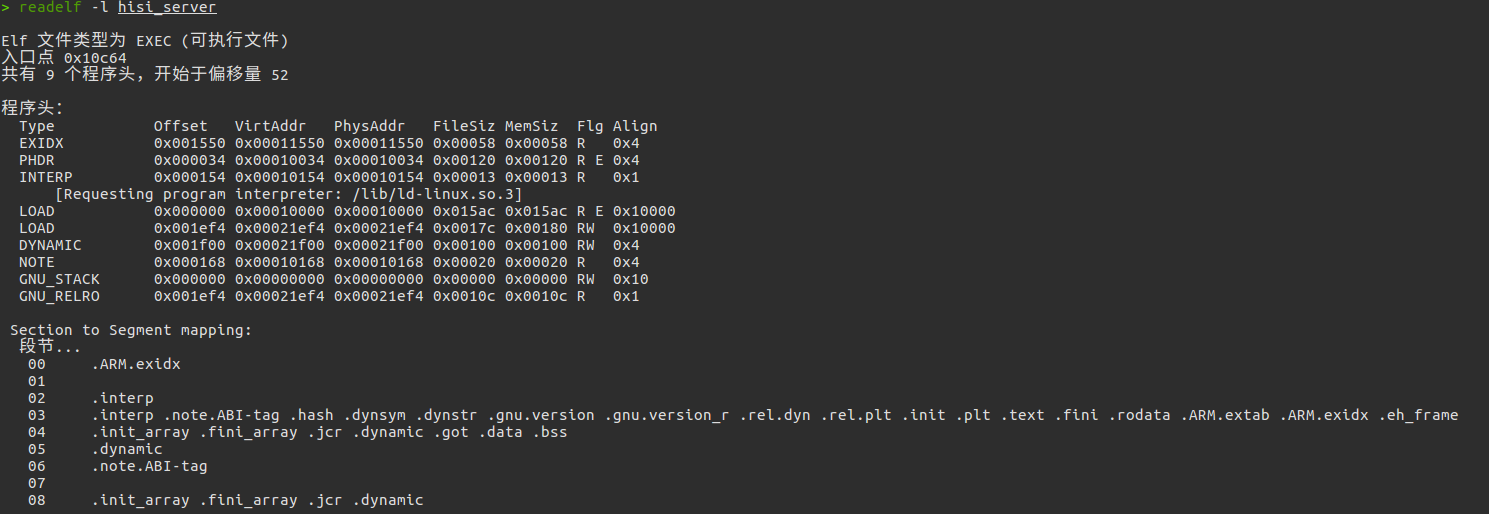 > readelf -l hisi_server
Elf 文件类型为 EXEC (可执行文件)
入口点 0x10c64
共有 9 个程序头，开始于偏移量 52
程序头：
Type Offset VirtAddr PhysAddr FileSiz MemSiz Flg Align
EXIDX 0x001550 0x00011550 0x00011550 0x00058 0x00058 R 0x4
PHDR 0x000034 0x00010034 0x00010034 0x00120 0x00120 R E 0x4
INTERP 0x000154 0x00010154 0x00010154 0x00013 0x00013 R 0x1
[Requesting program interpreter: /lib/ld-linux.so.3]
LOAD 0x000000 0x00010000 0x00010000 0x015ac 0x015ac R E 0x10000
LOAD 0x001ef4 0x00021ef4 0x00021ef4 0x0017c 0x00180 RW 0x10000
DYNAMIC 0x001f00 0x00021f00 0x00021f00 0x00100 0x00100 RW 0x4
NOTE 0x000168 0x00010168 0x00010168 0x00020 0x00020 R 0x4
GNU_STACK 0x000000 0x00000000 0x00000000 0x00000 0x00000 RW 0x10
GNU_RELRO 0x001ef4 0x00021ef4 0x00021ef4 0x0010c 0x0010c R 0x1
Section to Segment mapping:
段节...
00 .ARM.exidx
01
02 .interp
03 .interp .note.ABI-tag .hash .dynsym .dynstr .gnu.version .gnu.version_r .rel.dyn .rel.plt .init .plt .text .fini .rodata .ARM.extab .ARM.exidx .eh_frame
04 .init_array .fini_array .jcr .dynamic .got .data .bss
05 .dynamic
06 .note.ABI-tag
07
08 .init_array .fini_array .jcr .dynamic